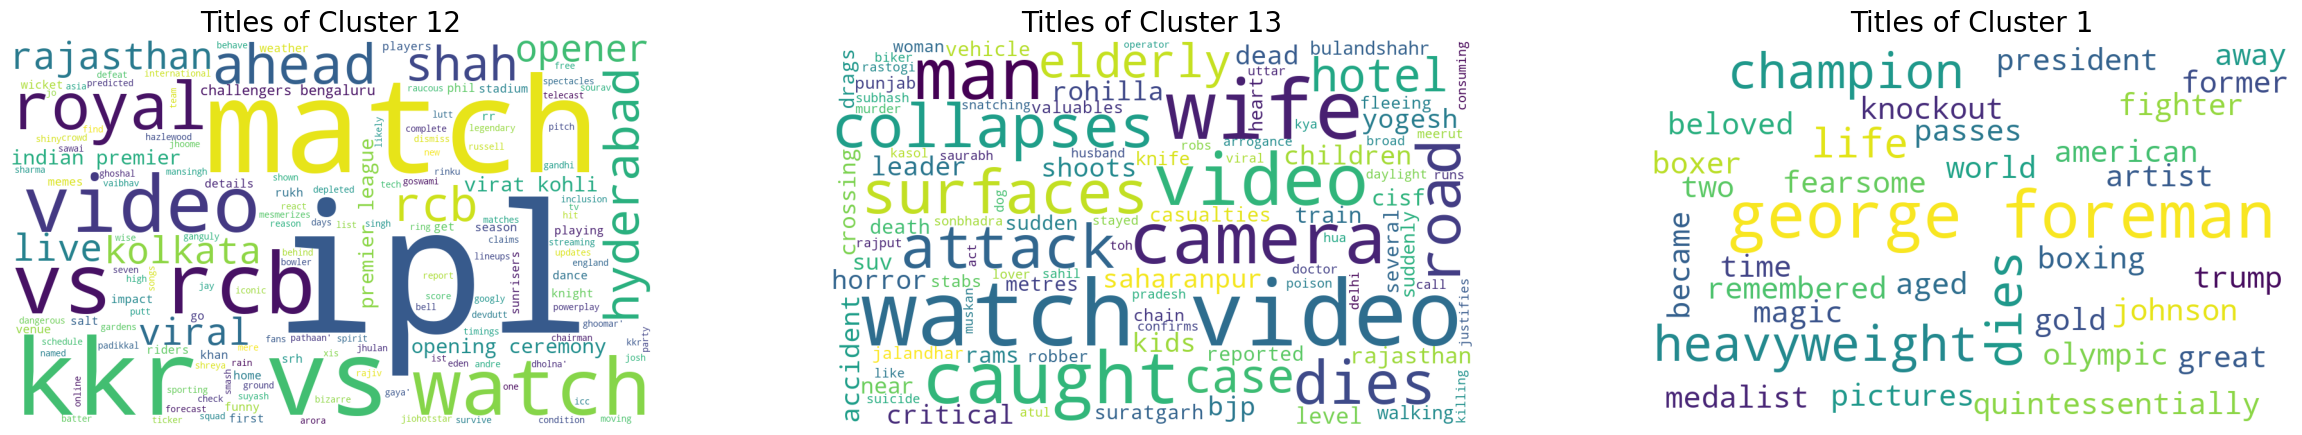 Titles of Cluster 12
rajasthan
behave
weather
players
opener
ahead
shah
free
wicket
asia
defeat
predicted
international
jo
team
challengers bengaluru
raucous
phil
stadium
spectacles
sourav
telecast
royal
match
shiny
crowd
find
hazlewood
sawai
jhoome
likely
lutt
complete
rr
legendary
pitch
dismiss
new
russell
hyderabad
indian premier
sharma
ghoshal
mansingh
memes
vaibhav
details
shown
rukh
depleted
premier league
tech
goswami
rinku
virat kohli
gandhi
video
react
mesmerizes
reason
days
list
singh
rcb
matches
inclusion
tv
hit
live
wise
ganguly
kolkata
behind
bowler
ring
get
season
claims
playing
streaming
updates
seven
high
songs
jay
iconic
report
lineups
england
sunrisers
dance
vs rcb
ipl
impact
putt
score
googly
knight
dangerous
salt
go
bell
devdutt
powerplay
venue
gardens
viral
fans
pathaan'
spirit
timings
ghoomar'
chairman
party
schedule
named
padikkal
riders
khan
shreya
mere
rain
srh
xis
jhulan
opening ceremony
kkr
josh
kkr vs
watch
online
home
smash
ist
eden
andre
dholna'
rajiv
gaya'
one
sporting
check
suyash
ground
bizarre
icc
forecast
funny
batter
squad
ticker
first
arora
jiohotstar
survive
condition
moving
Titles of Cluster 13
drags
woman
vehicle
operator
biker
rastogi
man
elderly
dead
bulandshahr
uttar
consuming
punjab
hotel
subhash
murder
snatching
rohilla
valuables
heart
wife
fleeing
kya
yogesh
collapses
meerut
crossing
kasol
saurabh
husband
robs
arrogance
broad
knife
viral
children
leader
shoots
daylight
runs
road
surfaces
dog
video
cisf
sonbhadra
stayed
casualties
death
sudden
train
rajput
attack
act
toh
camera
hua
several
suddenly
suv
lover
sahil
saharanpur
doctor
horror
stabs
metres
poison
delhi
call
justifies
accident
muskan
pradesh
watch video
chain
confirms
kids
jalandhar
rams
robber
reported
rajasthan
like
near
caught
case
dies
suicide
critical
atul
suratgarh
bjp
level
walking
killing
Titles of Cluster 1
champion
president
away
former
knockout
fighter
beloved
life
passes
boxer
world
american
two
fearsome
artist
george foreman
became
dies
boxing
time
trump
remembered
aged
magic
gold
johnson
heavyweight
olympic
great
medalist
pictures
quintessentially